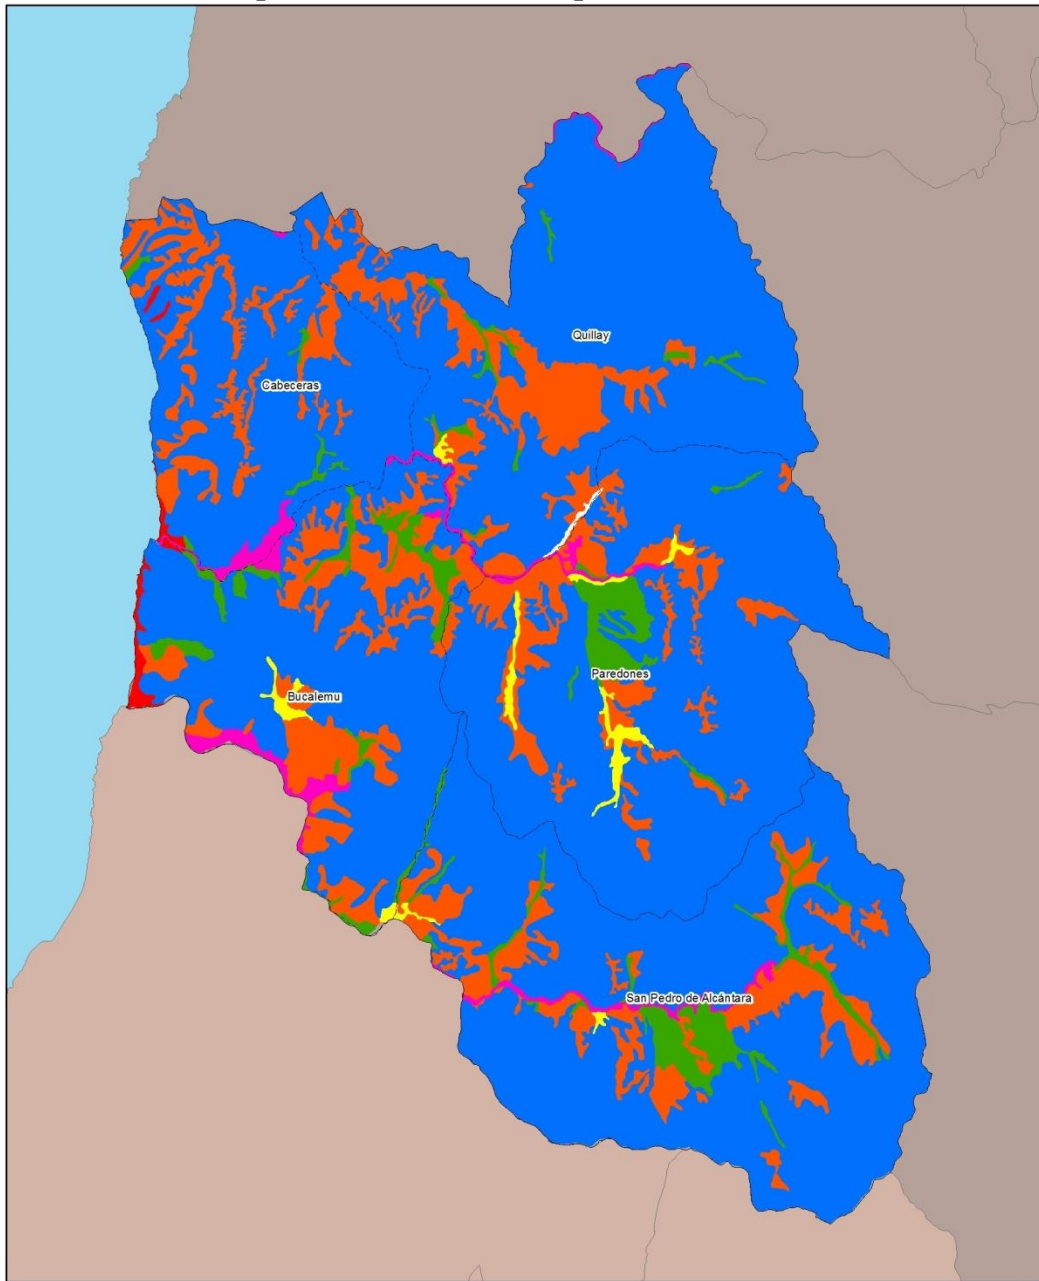 Quillay
Cabeceras
Paredones
Bucalemu
San Pedro de Alcántara